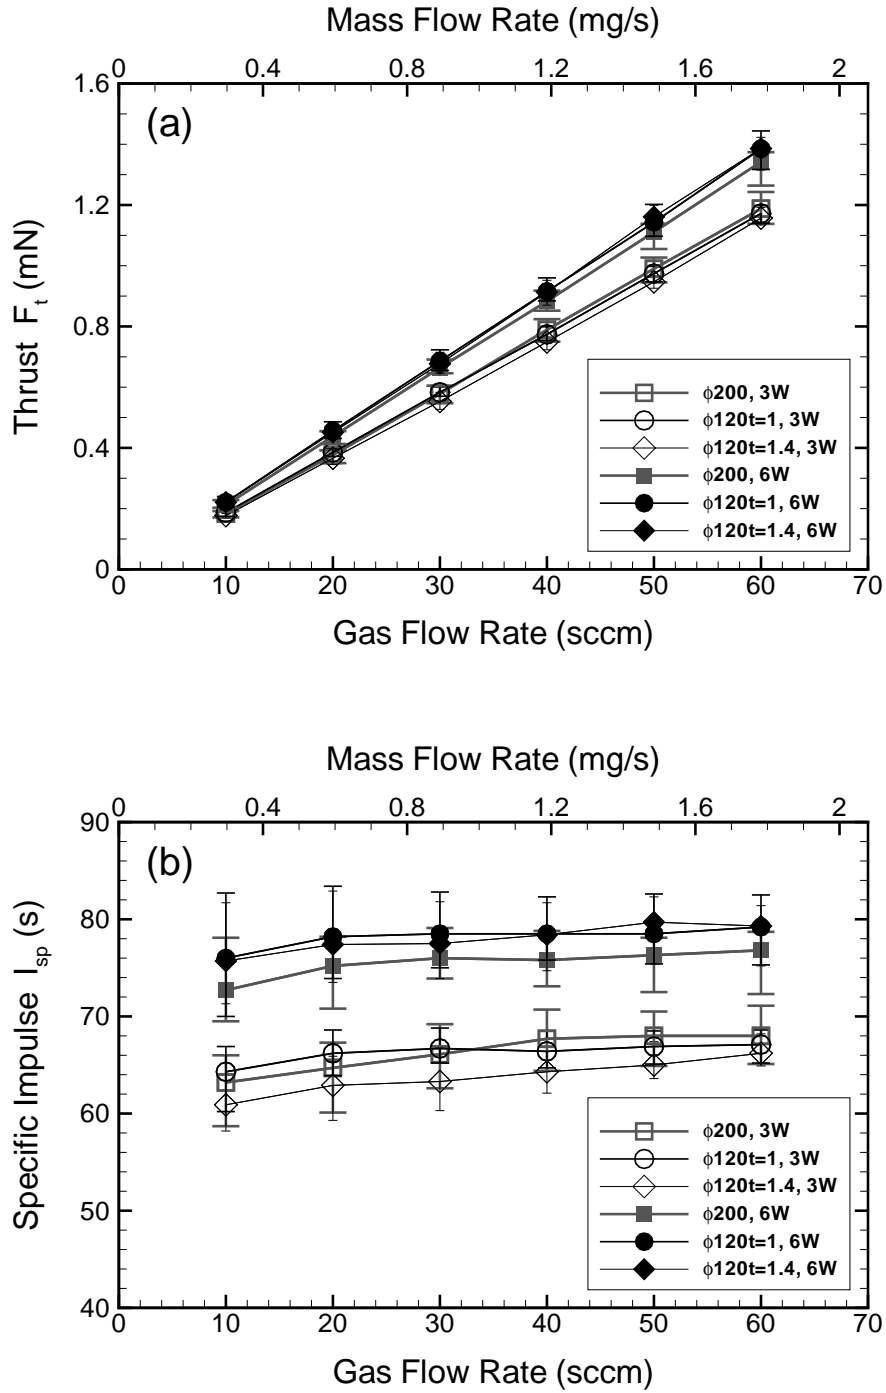 Mass Flow Rate (mg/s)
0 0.4 0.8 1.2 1.6 2
1.6
(a)
1.2
0.8
0.4
0
Thrust F_t (mN)
ϕ200, 3W
ϕ120t=1, 3W
ϕ120t=1.4, 3W
ϕ200, 6W
ϕ120t=1, 6W
ϕ120t=1.4, 6W
0 10 20 30 40 50 60 70
Gas Flow Rate (sccm)
Mass Flow Rate (mg/s)
0 0.4 0.8 1.2 1.6 2
90
(b)
80
70
60
50
40
Specific Impulse I_sp (s)
ϕ200, 3W
ϕ120t=1, 3W
ϕ120t=1.4, 3W
ϕ200, 6W
ϕ120t=1, 6W
ϕ120t=1.4, 6W
0 10 20 30 40 50 60 70
Gas Flow Rate (sccm)